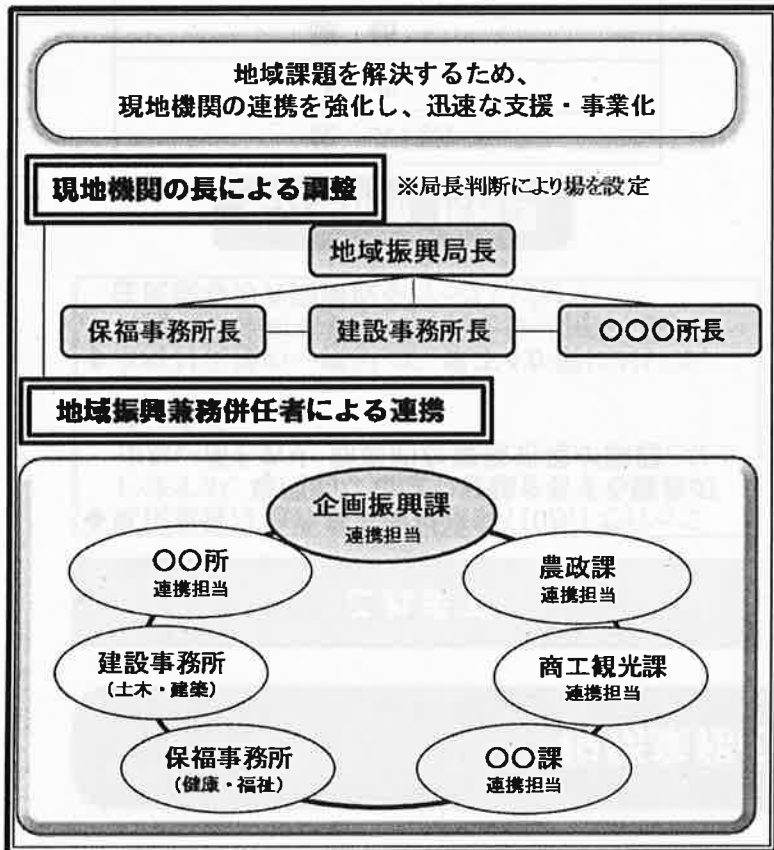 地域課題を解決するため、
現地機関の連携を強化し、迅速な支援・事業化
現地機関の長による調整 ※局長判断により場を設定
地域振興局長
保福事務所長 建設事務所長 〇〇〇所長
地域振興兼務併任者による連携
企画振興課
連携担当
〇〇所
連携担当
農政課
連携担当
建設事務所
(土木・建築)
商工観光課
連携担当
保福事務所
(健康・福祉)
〇〇課
連携担当